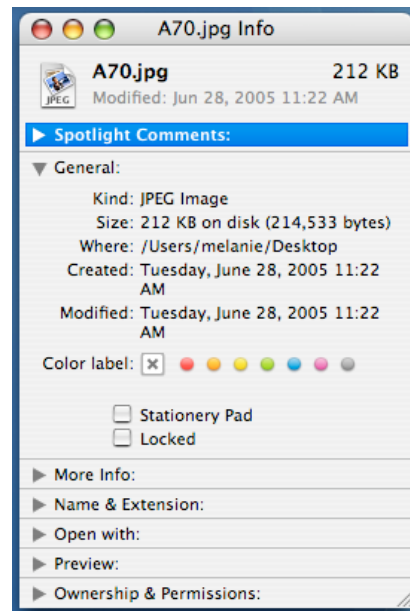 A70.jpg Info
A70.jpg 212 KB
Modified: Jun 28, 2005 11:22 AM
JPEG
Spotlight Comments:
General:
Kind: JPEG Image
Size: 212 KB on disk (214,533 bytes)
Where: /Users/melanie/Desktop
Created: Tuesday, June 28, 2005 11:22
AM
Modified: Tuesday, June 28, 2005 11:22
AM
Color label:
Stationery Pad
Locked
More Info:
Name & Extension:
Open with:
Preview:
Ownership & Permissions: